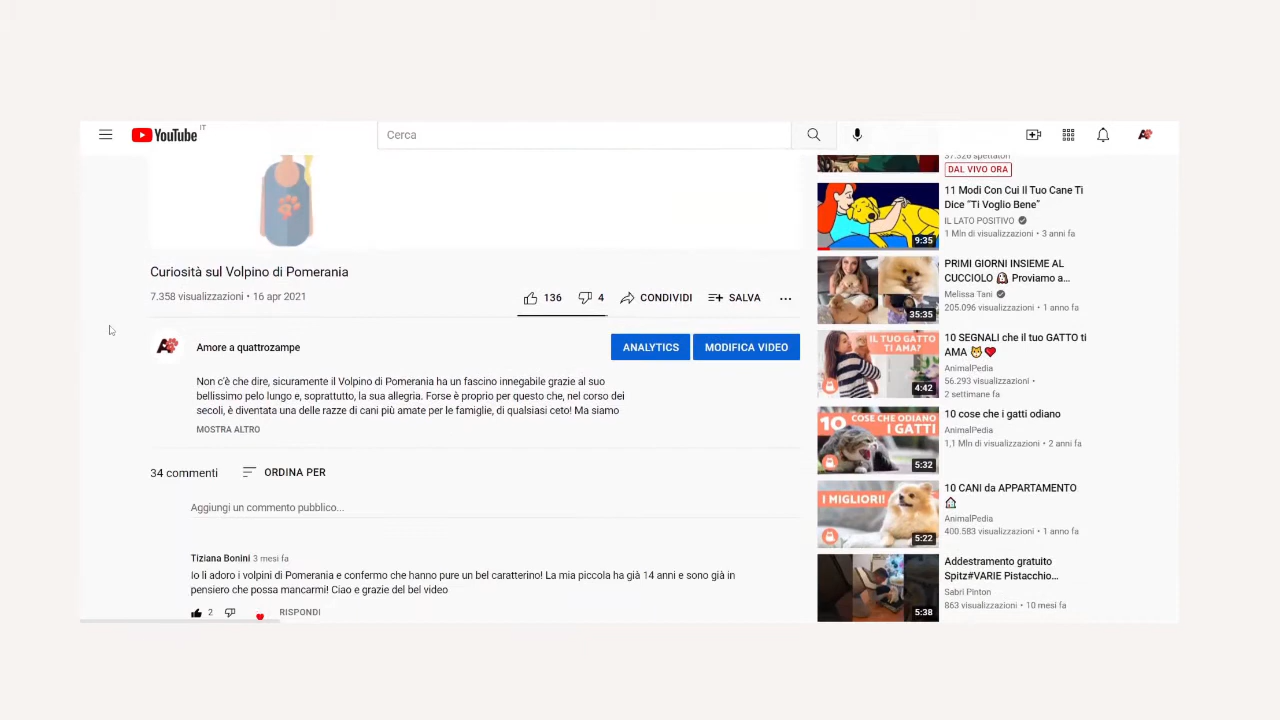 YouTube IT
Cerca
Curiosità sul Volpino di Pomerania
7.358 visualizzazioni • 16 apr 2021
136 4 CONDIVIDI SALVA ...
Amore a quattrozampe
ANALYTICS MODIFICA VIDEO
Non c'è che dire, sicuramente il Volpino di Pomerania ha un fascino innegabile grazie al suo
bellissimo pelo lungo e, soprattutto, la sua allegria. Forse è proprio per questo che, nel corso dei
secoli, è diventata una delle razze di cani più amate per le famiglie, di qualsiasi ceto! Ma siamo
MOSTRA ALTRO
34 commenti ORDINA PER
Aggiungi un commento pubblico...
Tiziana Bonini 3 mesi fa
Io li adoro i volpini di Pomerania e confermo che hanno pure un bel caratterino! La mia piccola ha già 14 anni e sono già in
pensiero che possa mancarmi! Ciao e grazie del bel video
2 RISPONDI
37.326 spettatori
DAL VIVO ORA
9:35
11 Modi Con Cui Il Tuo Cane Ti
Dice “Ti Voglio Bene”
IL LATO POSITIVO
1 Mln di visualizzazioni • 3 anni fa
35:35
PRIMI GIORNI INSIEME AL
CUCCIOLO Proviamo a...
Melissa Tani
205.096 visualizzazioni • 1 anno fa
IL TUO GATTO
TI AMA?
4:42
10 SEGNALI che il tuo GATTO ti
AMA
AnimalPedia
56.293 visualizzazioni •
2 settimane fa
10 COSE CHE ODIANO
I GATTI
5:32
10 cose che i gatti odiano
AnimalPedia
1,1 Mln di visualizzazioni • 2 anni fa
I MIGLIORI!
5:22
10 CANI da APPARTAMENTO
AnimalPedia
400.583 visualizzazioni • 1 anno fa
5:38
Addestramento gratuito
Spitz#VARIE Pistacchio...
Sabri Pinton
863 visualizzazioni • 10 mesi fa